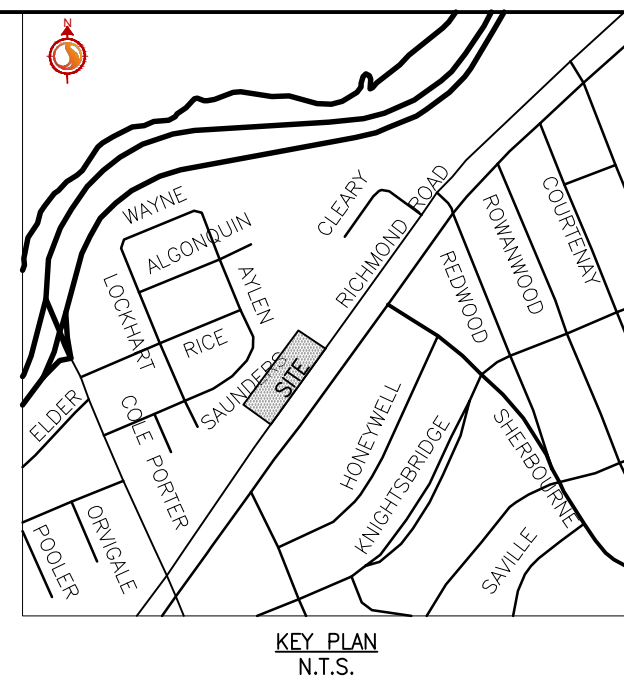 N
WAYNE
ALGONQUIN
CLEARY
RICHMOND ROAD
COURTENAY
ROWANWOOD
REDWOOD
LOCKHART
AYLEN
RICE
SAUNDERS
SITE
ELDER
COLE PORTER
HONEYWELL
KNIGHTSBRIDGE
SHERBOURNE
ORVIGALE
POOLER
SAVILLE
KEY PLAN
N.T.S.